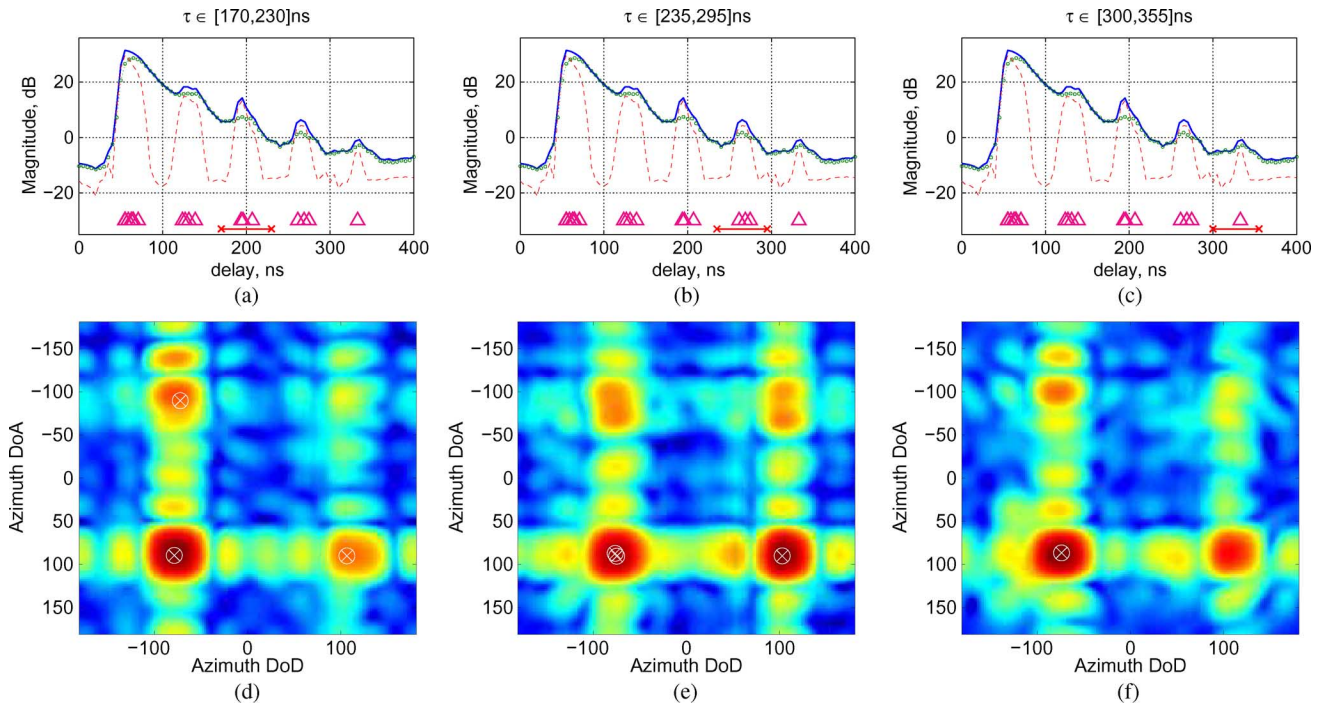 τ ∈ [170,230]ns
τ ∈ [235,295]ns
τ ∈ [300,355]ns
Magnitude, dB
20
0
−20
0
100
200
300
400
delay, ns
(a)
Magnitude, dB
20
0
−20
0
100
200
300
400
delay, ns
(b)
Magnitude, dB
20
0
−20
0
100
200
300
400
delay, ns
(c)
Azimuth DoA
−150
−100
−50
0
50
100
150
−100
0
100
Azimuth DoD
(d)
Azimuth DoA
−150
−100
−50
0
50
100
150
−100
0
100
Azimuth DoD
(e)
Azimuth DoA
−150
−100
−50
0
50
100
150
−100
0
100
Azimuth DoD
(f)